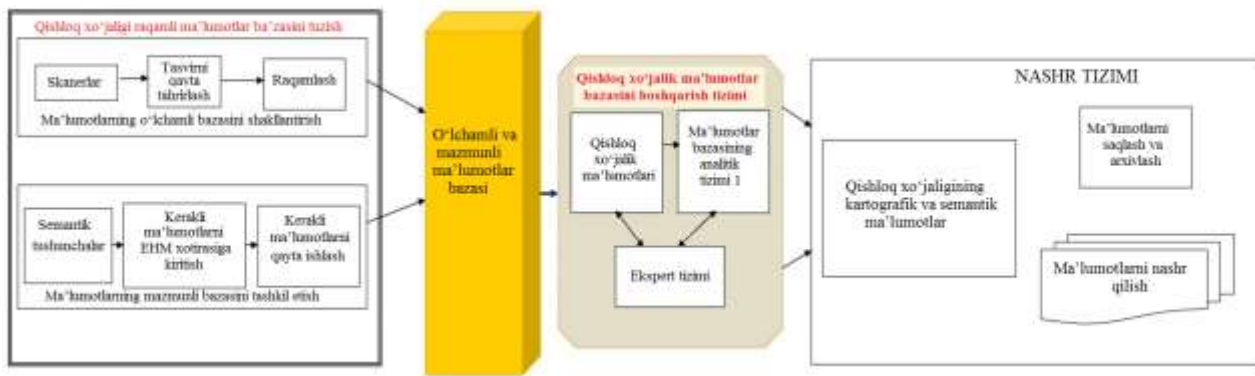 Qishloq xo‘jaligi raqamli ma’lumotlar ba’zasini tuzish
Skanerlar
Tasvirni
qayta
tahrirlash
Raqamlash
Ma’lumotlarning o‘lchamli bazasini shakllantirish
Semantik
tushunchalar
Kerakli
ma’lumotlarni
EHM xotirasiga
kiritish
Kerakli
ma’lumotlarni
qayta ishlash
Ma’lumotlarning mazmunli bazasini tashkil etish
O‘lchamli va
mazmunli
ma’lumotlar
bazasi
Qishloq xo‘jalik ma’lumotlar
bazasini boshqarish tizimi
Qishloq
xo‘jalik
ma’lumotlari
Ma’lumotlar
bazasining
analitik
tizimi 1
Ekspert tizimi
NASHR TIZIMI
Qishloq xo‘jaligining
kartografik va semantik
ma’lumotlar
Ma’lumotlarni
saqlash va
arxivlash
Ma’lumotlarni nashr
qilish